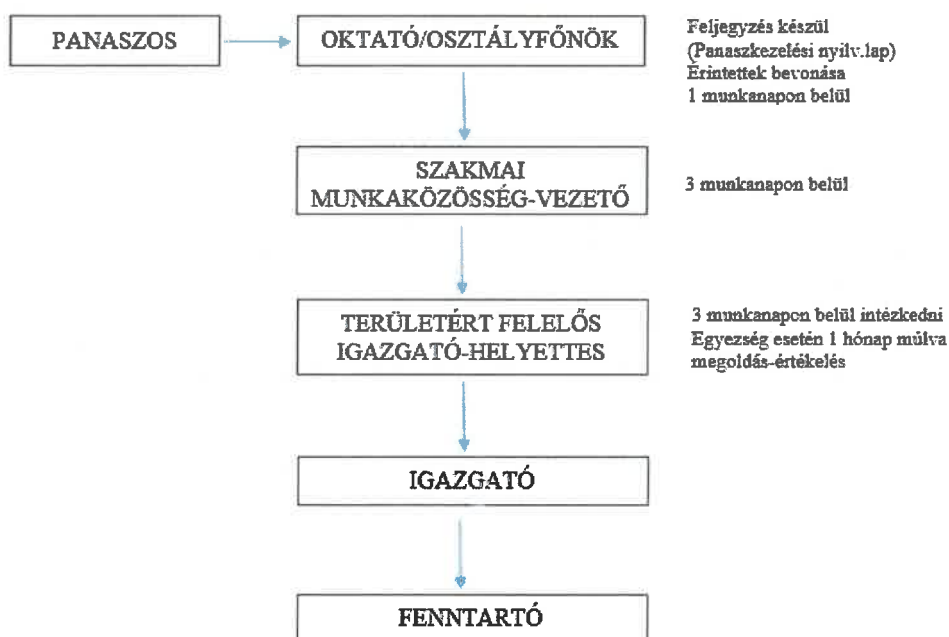 PANASZOS
OKTATÓ/OSZTÁLYFŐNÖK
Feljegyzés készül
(Panaszkezelési nyilv.lap)
Érintettek bevonása
1 munkanapon belül
SZAKMAI
MUNKAKÖZÖSSÉG-VEZETŐ
3 munkanapon belül
TERÜLETÉRT FELELŐS
IGAZGATÓ-HELYETTES
3 munkanapon belül intézkedni
Egyezség esetén 1 hónap múlva
megoldás-értékelés
IGAZGATÓ
FENNTARTÓ